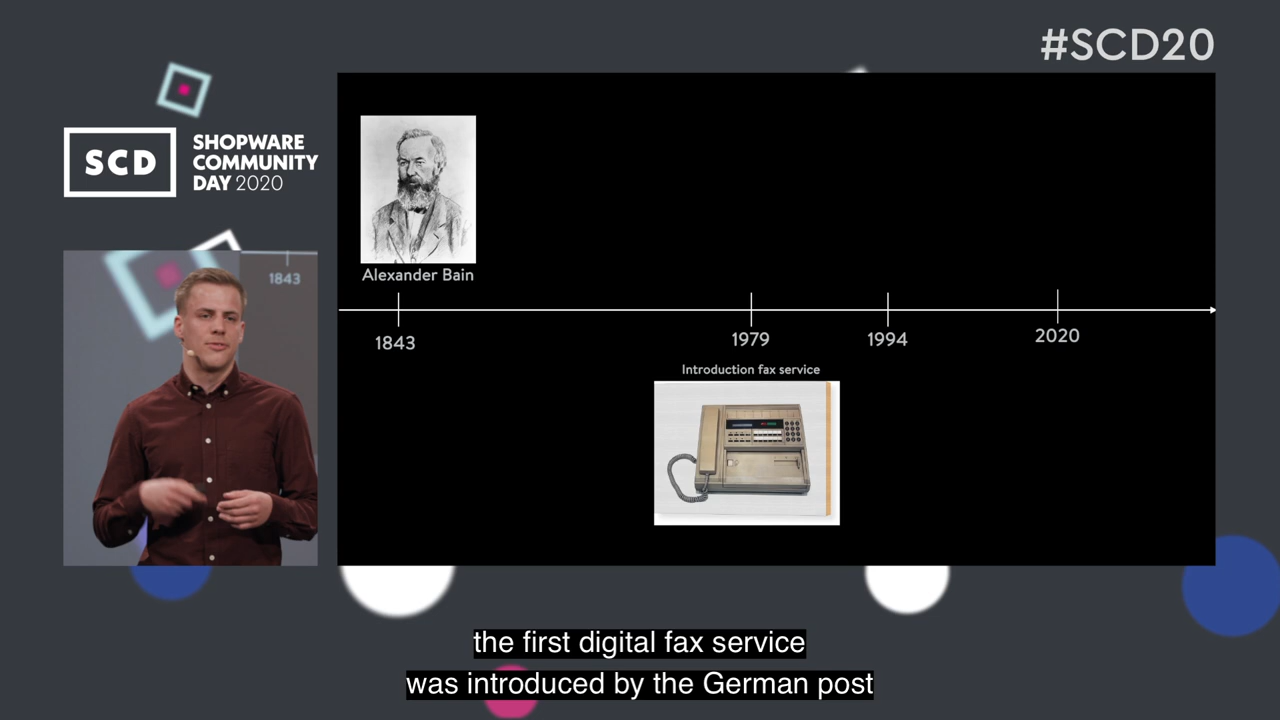 #SCD20
SCD
SHOPWARE
COMMUNITY
DAY 2020
1843
Alexander Bain
1843
1979
1994
2020
Introduction fax service
the first digital fax service
was introduced by the German post